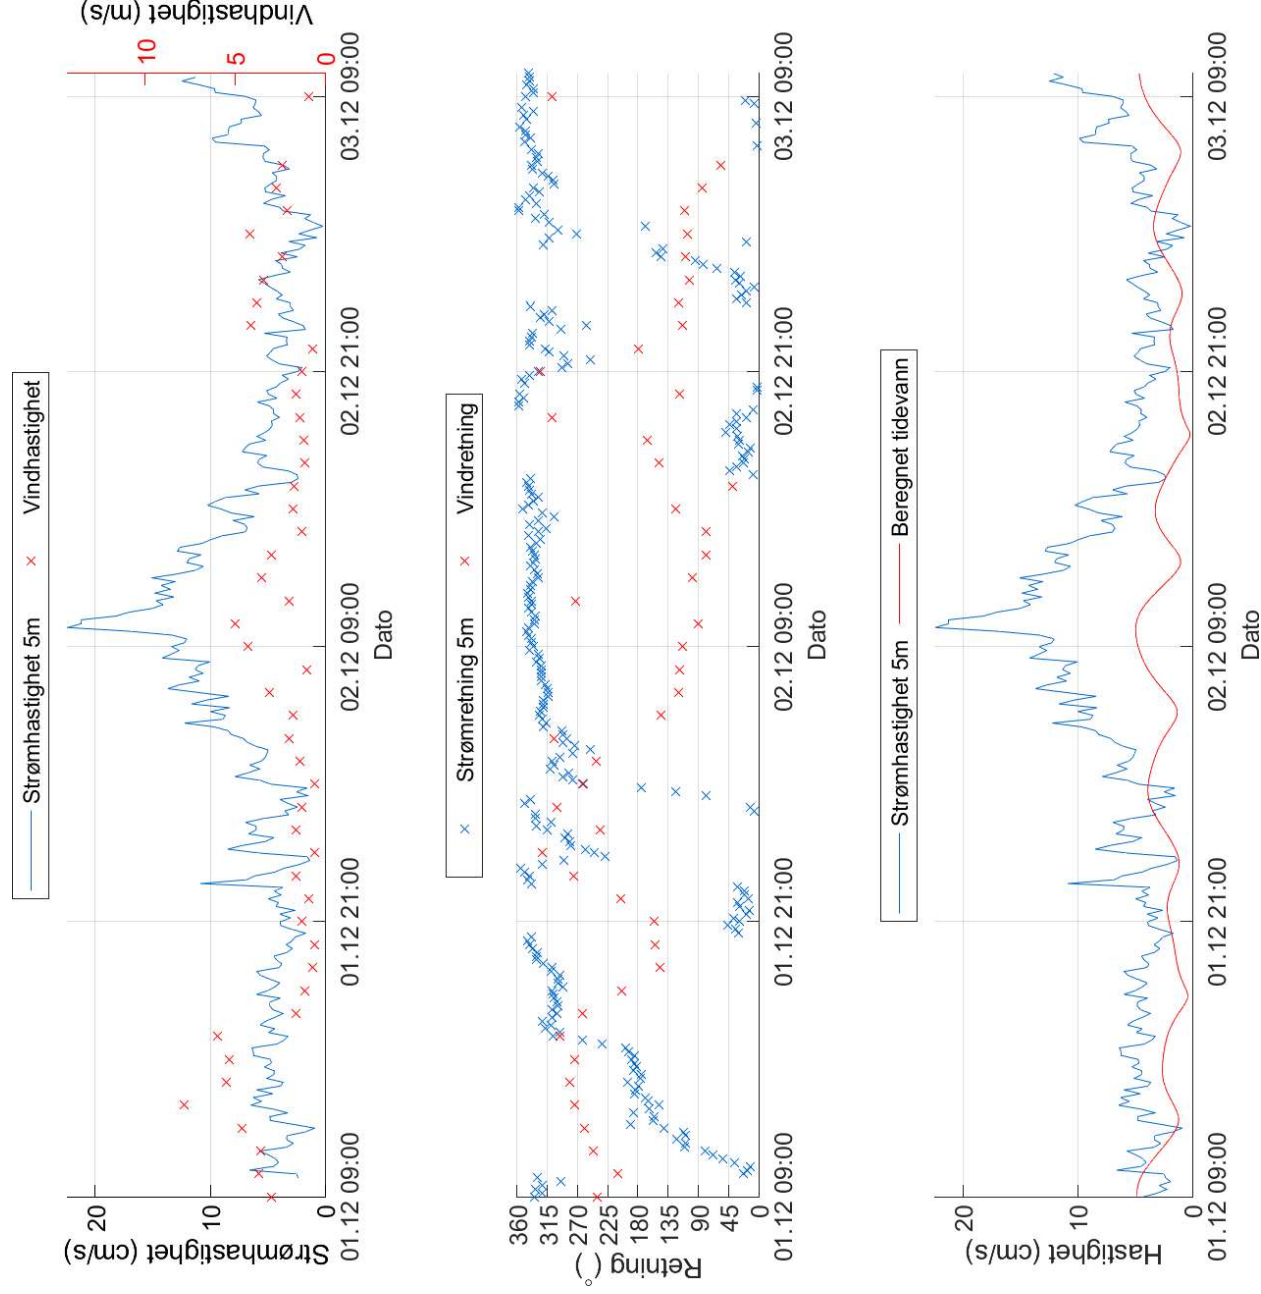 Strømhastighet 5m
Vindhastighet
Strømhastighet (cm/s)
0
10
20
Vindhastighet (m/s)
0
5
10
01.12 09:00
01.12 21:00
02.12 09:00
02.12 21:00
03.12 09:00
Dato
Strømretning 5m
Vindretning
Retning (°)
0
45
90
135
180
225
270
315
360
01.12 09:00
01.12 21:00
02.12 09:00
02.12 21:00
03.12 09:00
Dato
Strømhastighet 5m
Beregnet tidevann
Hastighet (cm/s)
0
10
20
01.12 09:00
01.12 21:00
02.12 09:00
02.12 21:00
03.12 09:00
Dato